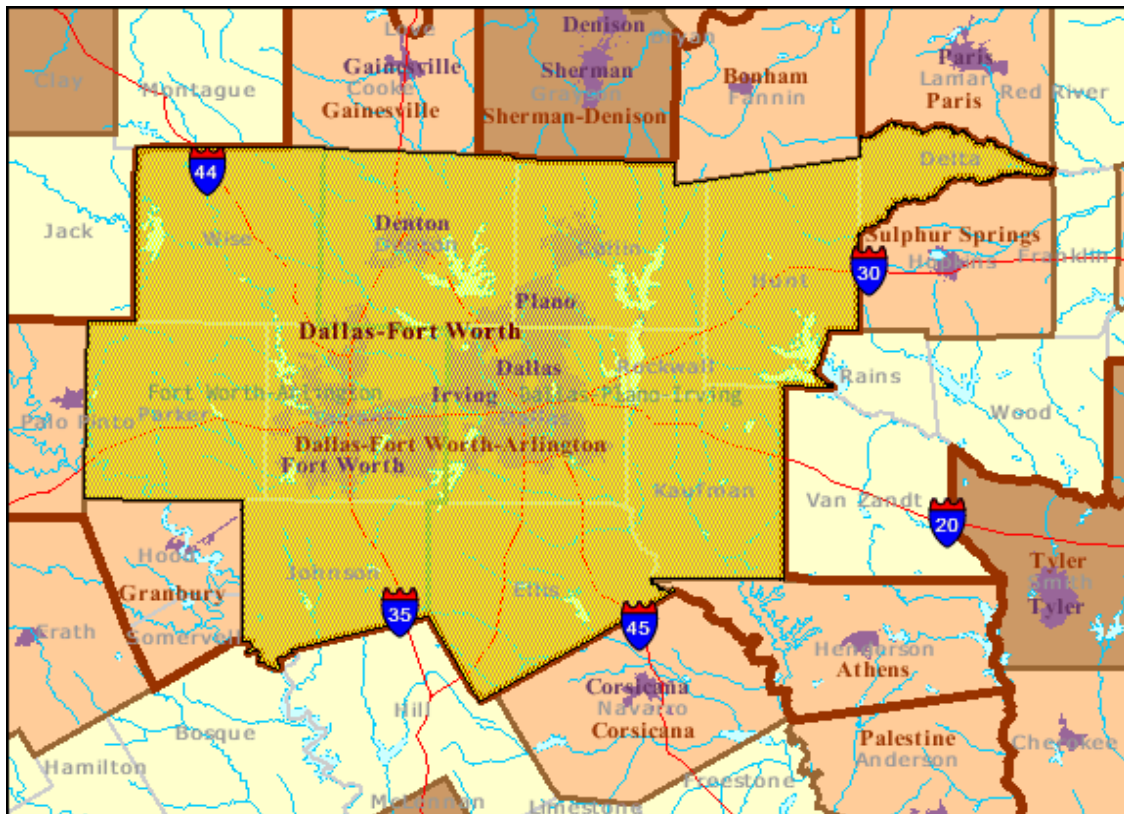 Denison
Love
Bryan
Clay
Montague
Gainesville
Cooke
Gainesville
Sherman
Grayson
Sherman-Denison
Bonham
Fannin
Paris
Lamar
Paris
Red River
44
Delta
Jack
Wise
Denton
Denton
Collin
Sulphur Springs
Hopkins
Franklin
30
Hunt
Plano
Dallas-Fort Worth
Dallas
Rockwall
Rains
Fort Worth-Arlington
Irving
Dallas-Plano-Irving
Palo Pinto
Parker
Tarrant
Dallas
Wood
Dallas-Fort Worth-Arlington
Fort Worth
Kaufman
Van Zandt
20
Hood
Granbury
Johnson
Ellis
Tyler
Smith
Tyler
35
45
Erath
Somervell
Henderson
Athens
Corsicana
Navarro
Corsicana
Hill
Bosque
Palestine
Anderson
Cherokee
Hamilton
Freestone
McLennan
Limestone